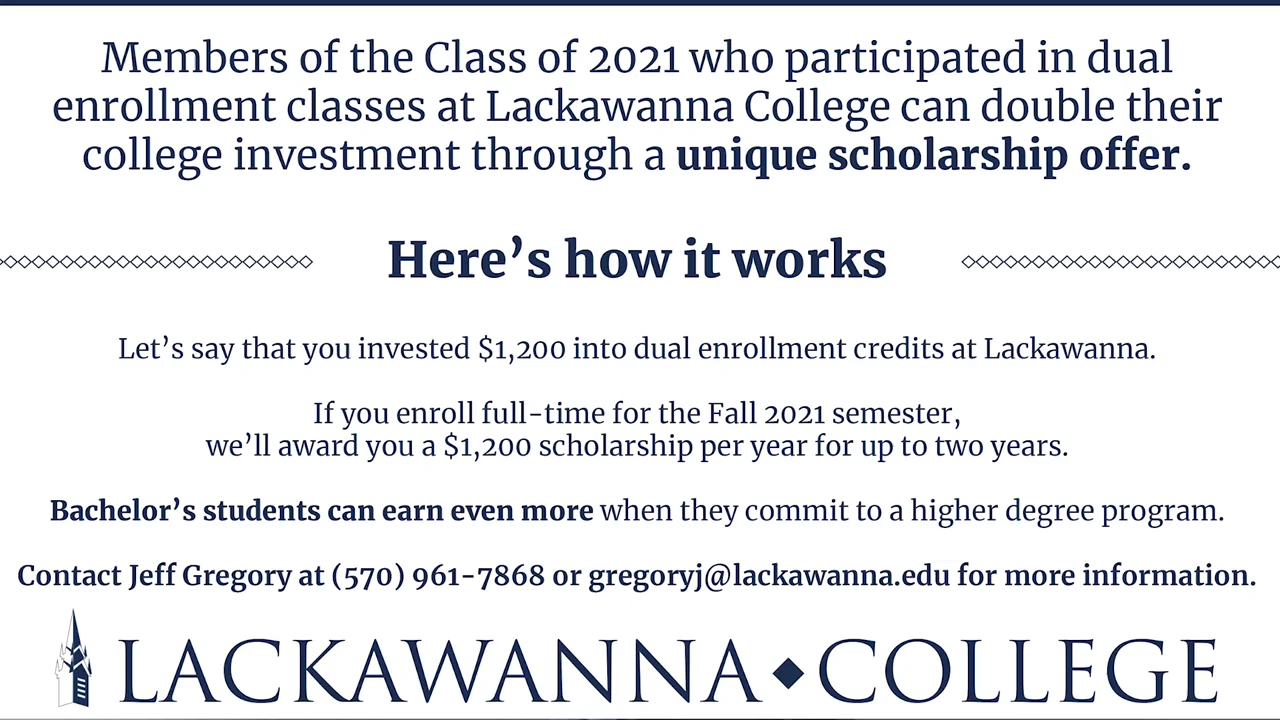 Members of the Class of 2021 who participated in dual
enrollment classes at Lackawanna College can double their
college investment through a unique scholarship offer.
Here’s how it works
Let’s say that you invested $1,200 into dual enrollment credits at Lackawanna.
If you enroll full-time for the Fall 2021 semester,
we’ll award you a $1,200 scholarship per year for up to two years.
Bachelor’s students can earn even more when they commit to a higher degree program.
Contact Jeff Gregory at (570) 961-7868 or gregoryj@lackawanna.edu for more information.
LACKAWANNA◆COLLEGE